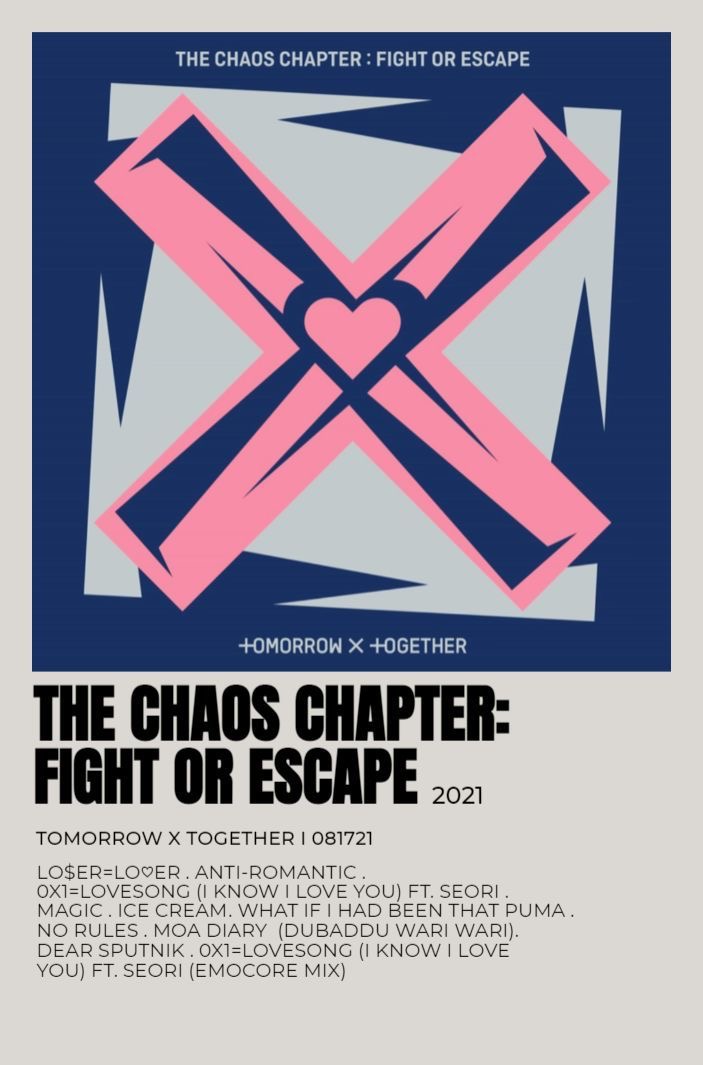 THE CHAOS CHAPTER : FIGHT OR ESCAPE
TOMORROW X TOGETHER
THE CHAOS CHAPTER:
FIGHT OR ESCAPE 2021
TOMORROW X TOGETHER I 081721
LO$ER=LO♡ER . ANTI-ROMANTIC .
0X1=LOVESONG (I KNOW I LOVE YOU) FT. SEORI .
MAGIC . ICE CREAM. WHAT IF I HAD BEEN THAT PUMA .
NO RULES . MOA DIARY (DUBADDU WARI WARI).
DEAR SPUTNIK . 0X1=LOVESONG (I KNOW I LOVE
YOU) FT. SEORI (EMOCORE MIX)